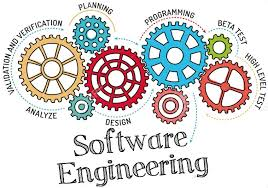 VALIDATION AND VERIFICATION
PLANNING
PROGRAMMING
BETA TEST
HIGH-LEVEL TEST
ANALYZE
DESIGN
Software
Engineering